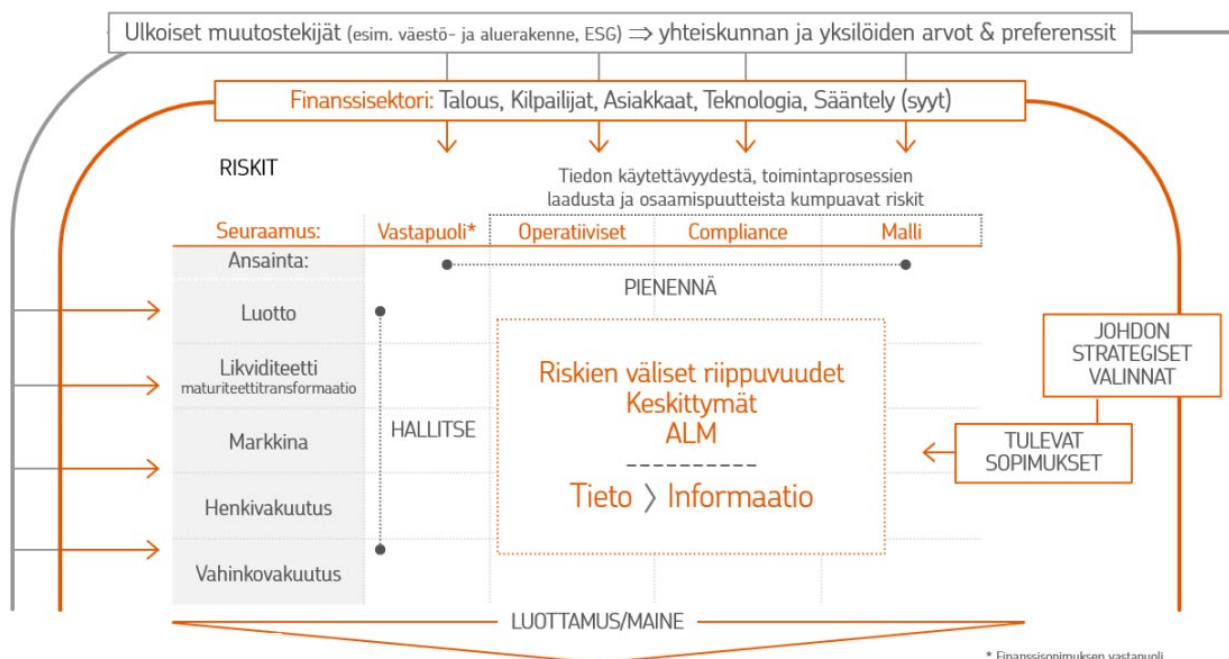 Ulkoiset muutostekijät (esim. väestö- ja aluerakenne, ESG) ⇒ yhteiskunnan ja yksilöiden arvot & preferenssit
Finanssisektori: Talous, Kilpailijat, Asiakkaat, Teknologia, Sääntely (syyt)
RISKIT
Tiedon käytettävyydestä, toimintaprosessien
laadusta ja osaamispuutteista kumpuavat riskit
Seuraamus: Vastapuoli* Operatiiviset Compliance Malli
Ansainta:
PIENENNÄ
Luotto
Likviditeetti
maturiteettitransformaatio
Markkina
Henkivakuutus
Vahinkovakuutus
HALLITSE
Riskien väliset riippuvuudet
Keskittymät
ALM
Tieto 〉 Informaatio
JOHDON
STRATEGISET
VALINNAT
TULEVAT
SOPIMUKSET
LUOTTAMUS/MAINE
* Finanssisopimuksen vastapuoli